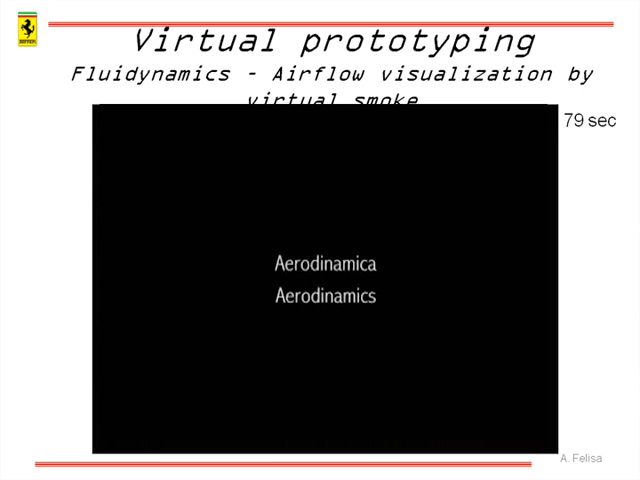 Virtual prototyping
Fluidynamics - Airflow visualization by
virtual smoke
79 sec
Aerodinamica
Aerodinamics
A. Felisa